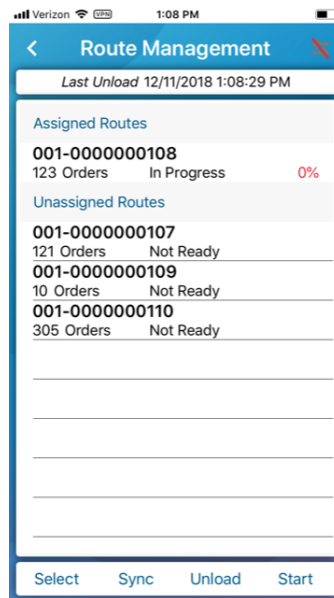 Verizon VPN 1:08 PM
Route Management
Last Unload 12/11/2018 1:08:29 PM
Assigned Routes
001-0000000108
123 Orders In Progress 0%
Unassigned Routes
001-0000000107
121 Orders Not Ready
001-0000000109
10 Orders Not Ready
001-0000000110
305 Orders Not Ready
Select Sync Unload Start